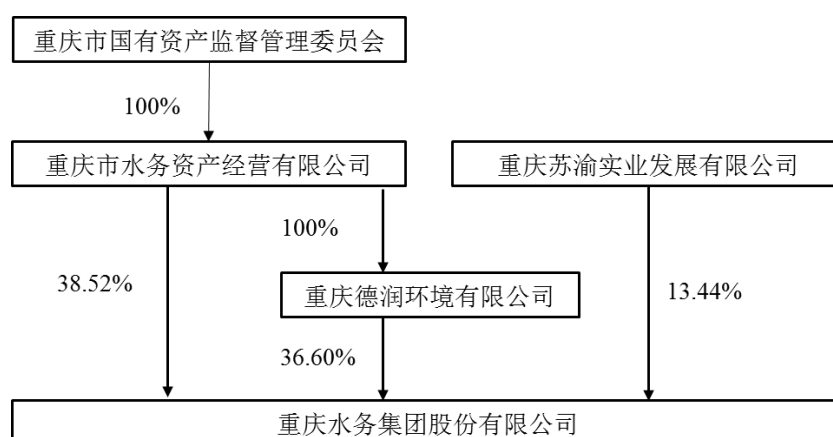 重庆市国有资产监督管理委员会
100%
重庆市水务资产经营有限公司
重庆苏渝实业发展有限公司
100%
38.52%
重庆德润环境有限公司
13.44%
36.60%
重庆水务集团股份有限公司